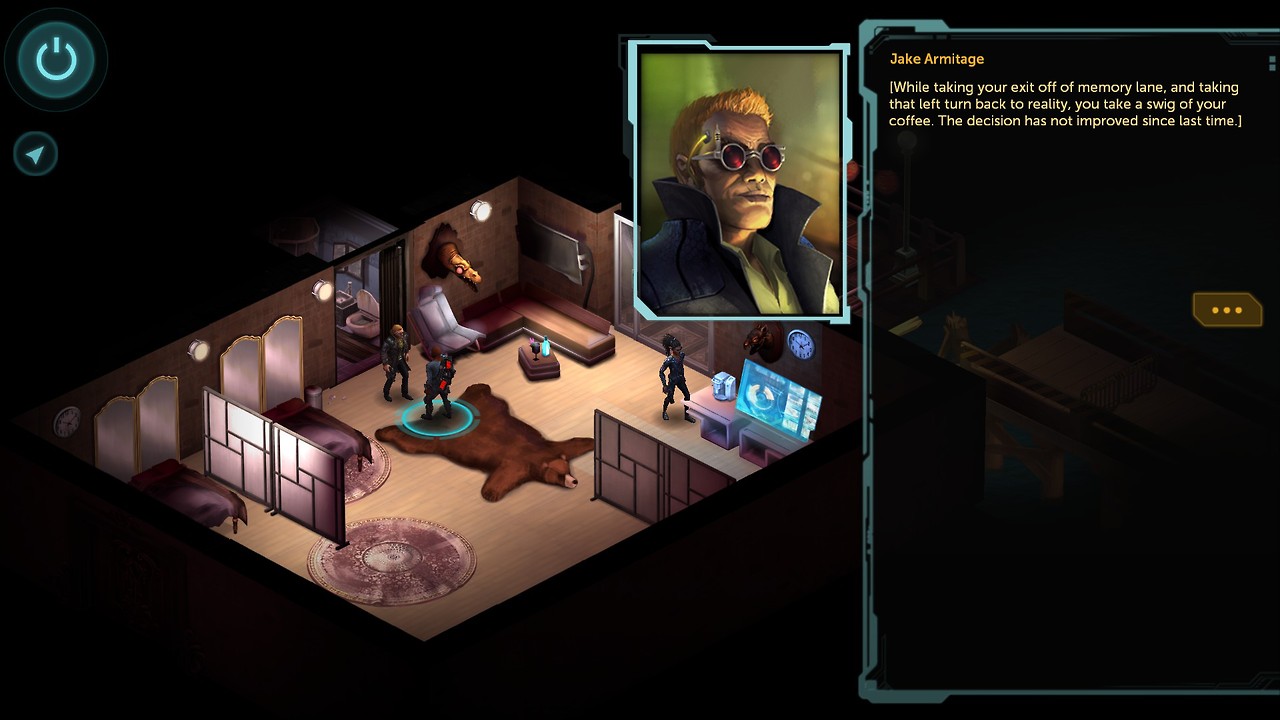 Jake Armitage
[While taking your exit off of memory lane, and taking
that left turn back to reality, you take a swig of your
coffee. The decision has not improved since last time.]